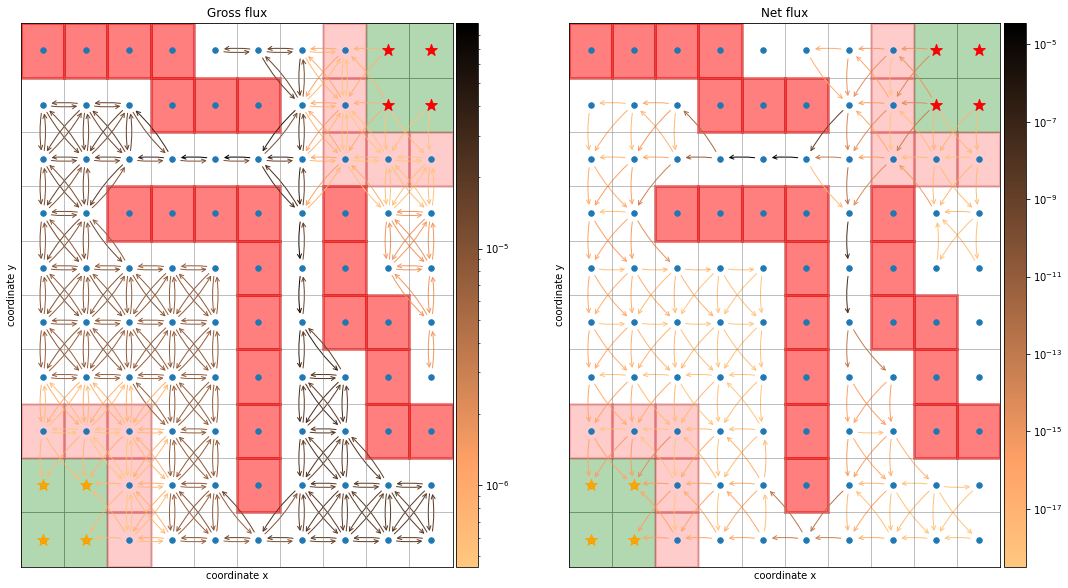 Gross flux
Net flux
coordinate y
coordinate x
10⁻⁵
10⁻⁶
coordinate y
coordinate x
10⁻⁵
10⁻⁷
10⁻⁹
10⁻¹¹
10⁻¹³
10⁻¹⁵
10⁻¹⁷